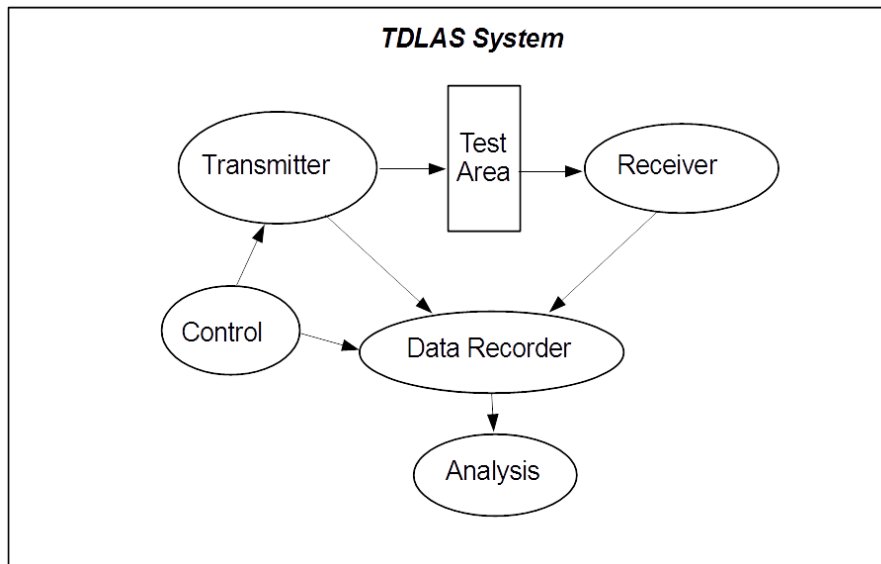 TDLAS System
Transmitter
Test
Area
Receiver
Control
Data Recorder
Analysis